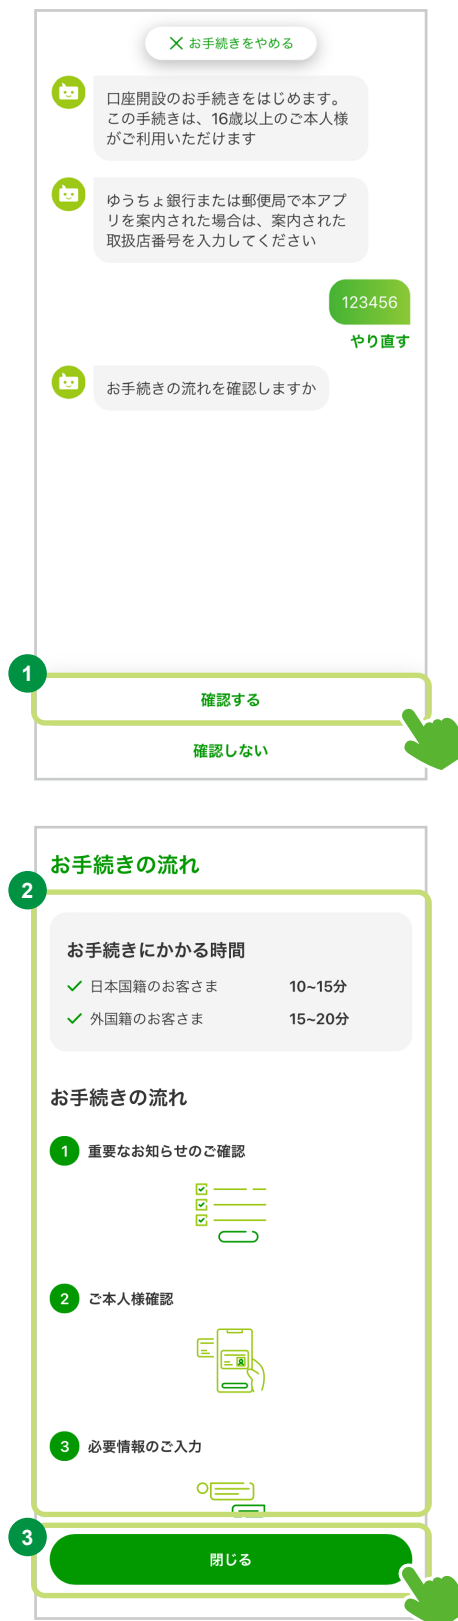 × お手続きをやめる
口座開設のお手続きをはじめます。
この手続きは、16歳以上のご本人様
がご利用いただけます
ゆうちょ銀行または郵便局で本アプ
リを案内された場合は、案内された
取扱店番号を入力してください
123456
やり直す
お手続きの流れを確認しますか
1
確認する
確認しない
お手続きの流れ
2
お手続きにかかる時間
✓ 日本国籍のお客さま 10~15分
✓ 外国籍のお客さま 15~20分
お手続きの流れ
1 重要なお知らせのご確認
2 ご本人様確認
3 必要情報のご入力
3
閉じる